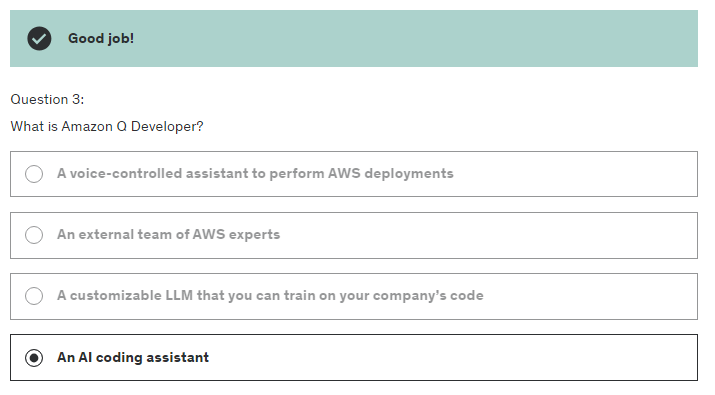 Good job!
Question 3:
What is Amazon Q Developer?
A voice-controlled assistant to perform AWS deployments
An external team of AWS experts
A customizable LLM that you can train on your company's code
An AI coding assistant